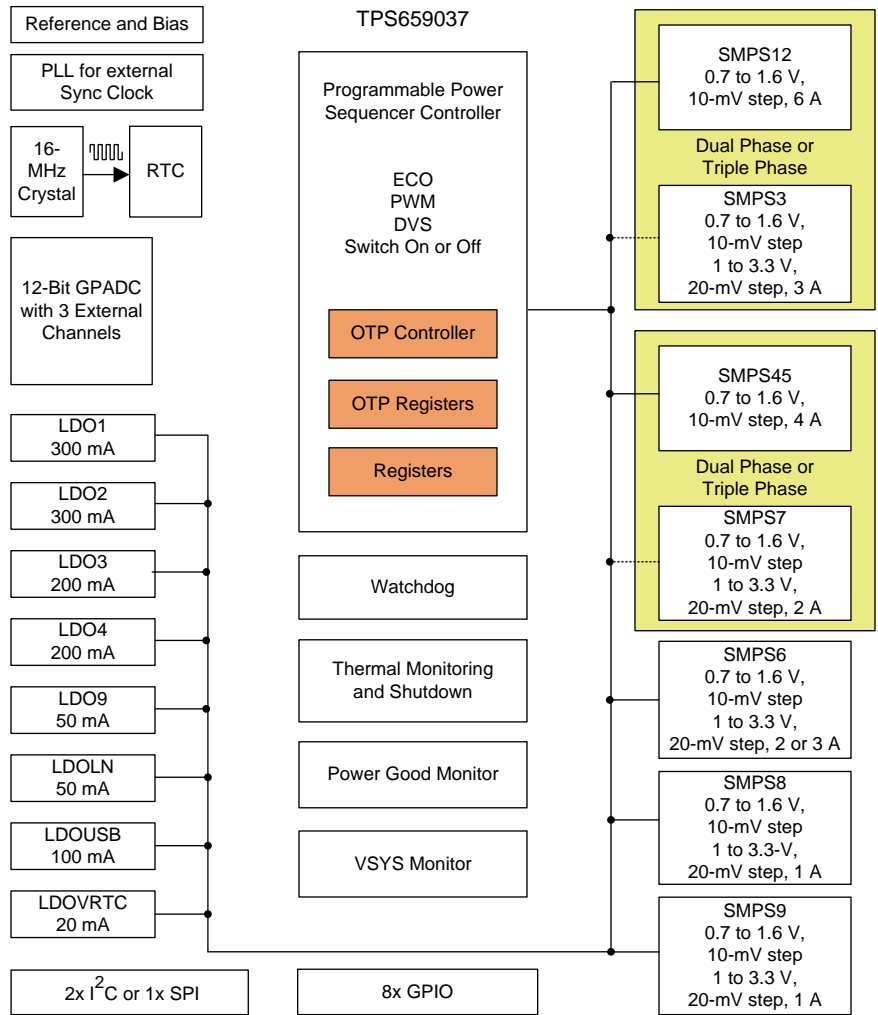 Reference and Bias
PLL for external
Sync Clock
16-
MHz
Crystal
RTC
12-Bit GPADC
with 3 External
Channels
LDO1
300 mA
LDO2
300 mA
LDO3
200 mA
LDO4
200 mA
LDO9
50 mA
LDOLN
50 mA
LDOUSB
100 mA
LDOVRTC
20 mA
2x I²C or 1x SPI
TPS659037
Programmable Power
Sequencer Controller
ECO
PWM
DVS
Switch On or Off
OTP Controller
OTP Registers
Registers
Watchdog
Thermal Monitoring
and Shutdown
Power Good Monitor
VSYS Monitor
8x GPIO
SMPS12
0.7 to 1.6 V,
10-mV step, 6 A
Dual Phase or
Triple Phase
SMPS3
0.7 to 1.6 V,
10-mV step
1 to 3.3 V,
20-mV step, 3 A
SMPS45
0.7 to 1.6 V,
10-mV step, 4 A
Dual Phase or
Triple Phase
SMPS7
0.7 to 1.6 V,
10-mV step
1 to 3.3 V,
20-mV step, 2 A
SMPS6
0.7 to 1.6 V,
10-mV step
1 to 3.3 V,
20-mV step, 2 or 3 A
SMPS8
0.7 to 1.6 V,
10-mV step
1 to 3.3-V,
20-mV step, 1 A
SMPS9
0.7 to 1.6 V,
10-mV step
1 to 3.3 V,
20-mV step, 1 A